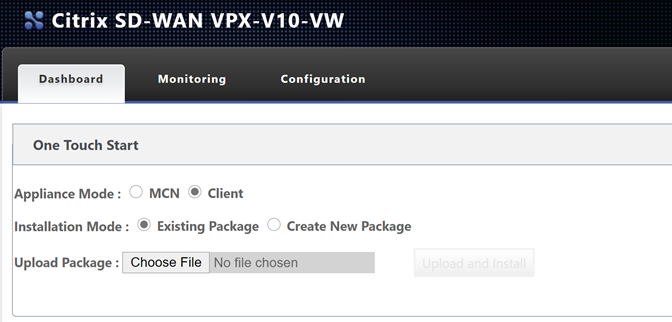 Citrix SD-WAN VPX-V10-VW
Dashboard Monitoring Configuration
One Touch Start
Appliance Mode : MCN Client
Installation Mode : Existing Package Create New Package
Upload Package : Choose File No file chosen Upload and Install